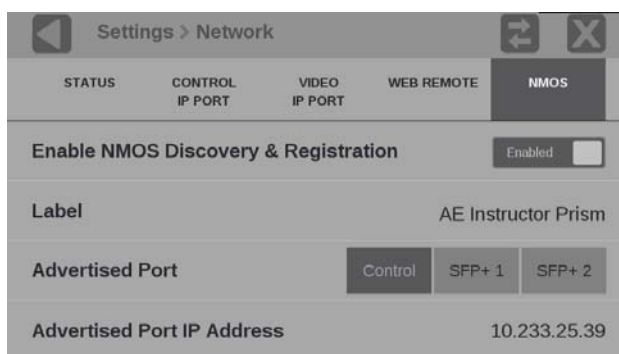 Settings > Network
STATUS
CONTROL
IP PORT
VIDEO
IP PORT
WEB REMOTE
NMOS
Enable NMOS Discovery & Registration
Enabled
Label
AE Instructor Prism
Advertised Port
Control
SFP+ 1
SFP+ 2
Advertised Port IP Address
10.233.25.39